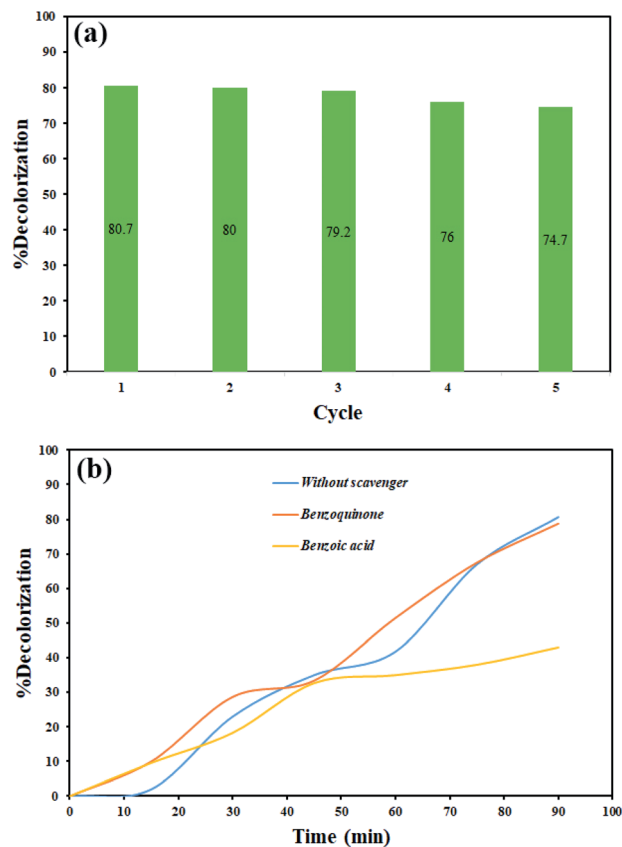 (a)
%Decolorization
100
90
80
70
60
50
40
30
20
10
0
80.7
80
79.2
76
74.7
1 2 3 4 5
Cycle
(b)
%Decolorization
100
90
80
70
60
50
40
30
20
10
0
Without scavenger
Benzoquinone
Benzoic acid
0 10 20 30 40 50 60 70 80 90 100
Time (min)